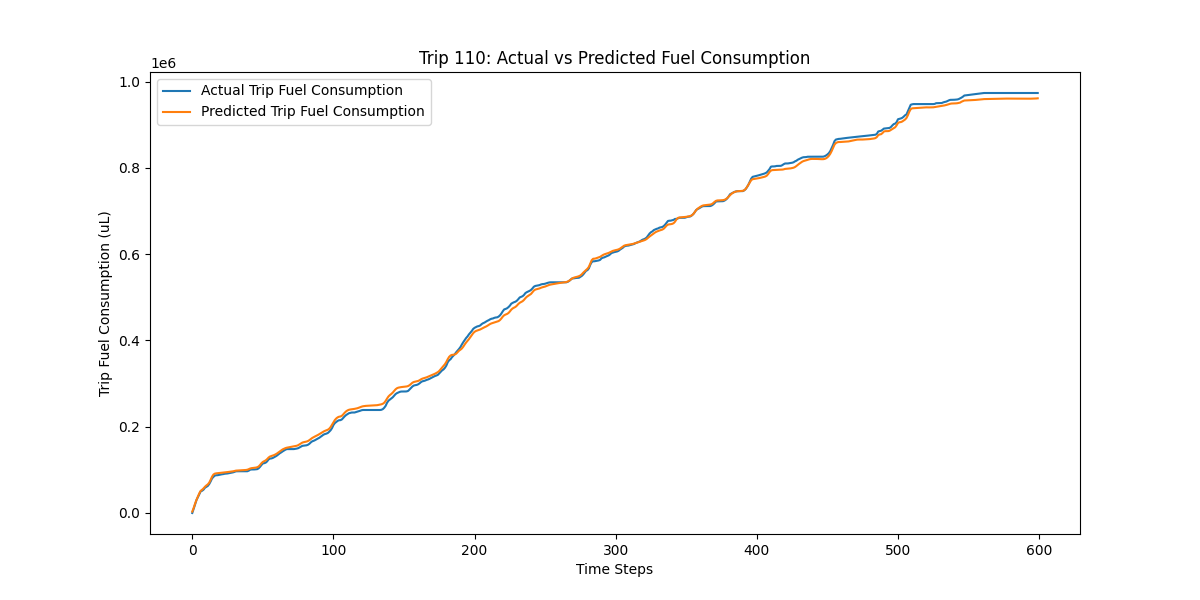 Trip 110: Actual vs Predicted Fuel Consumption
1e6
1.0
0.8
0.6
0.4
0.2
0.0
Trip Fuel Consumption (uL)
Actual Trip Fuel Consumption
Predicted Trip Fuel Consumption
0 100 200 300 400 500 600
Time Steps